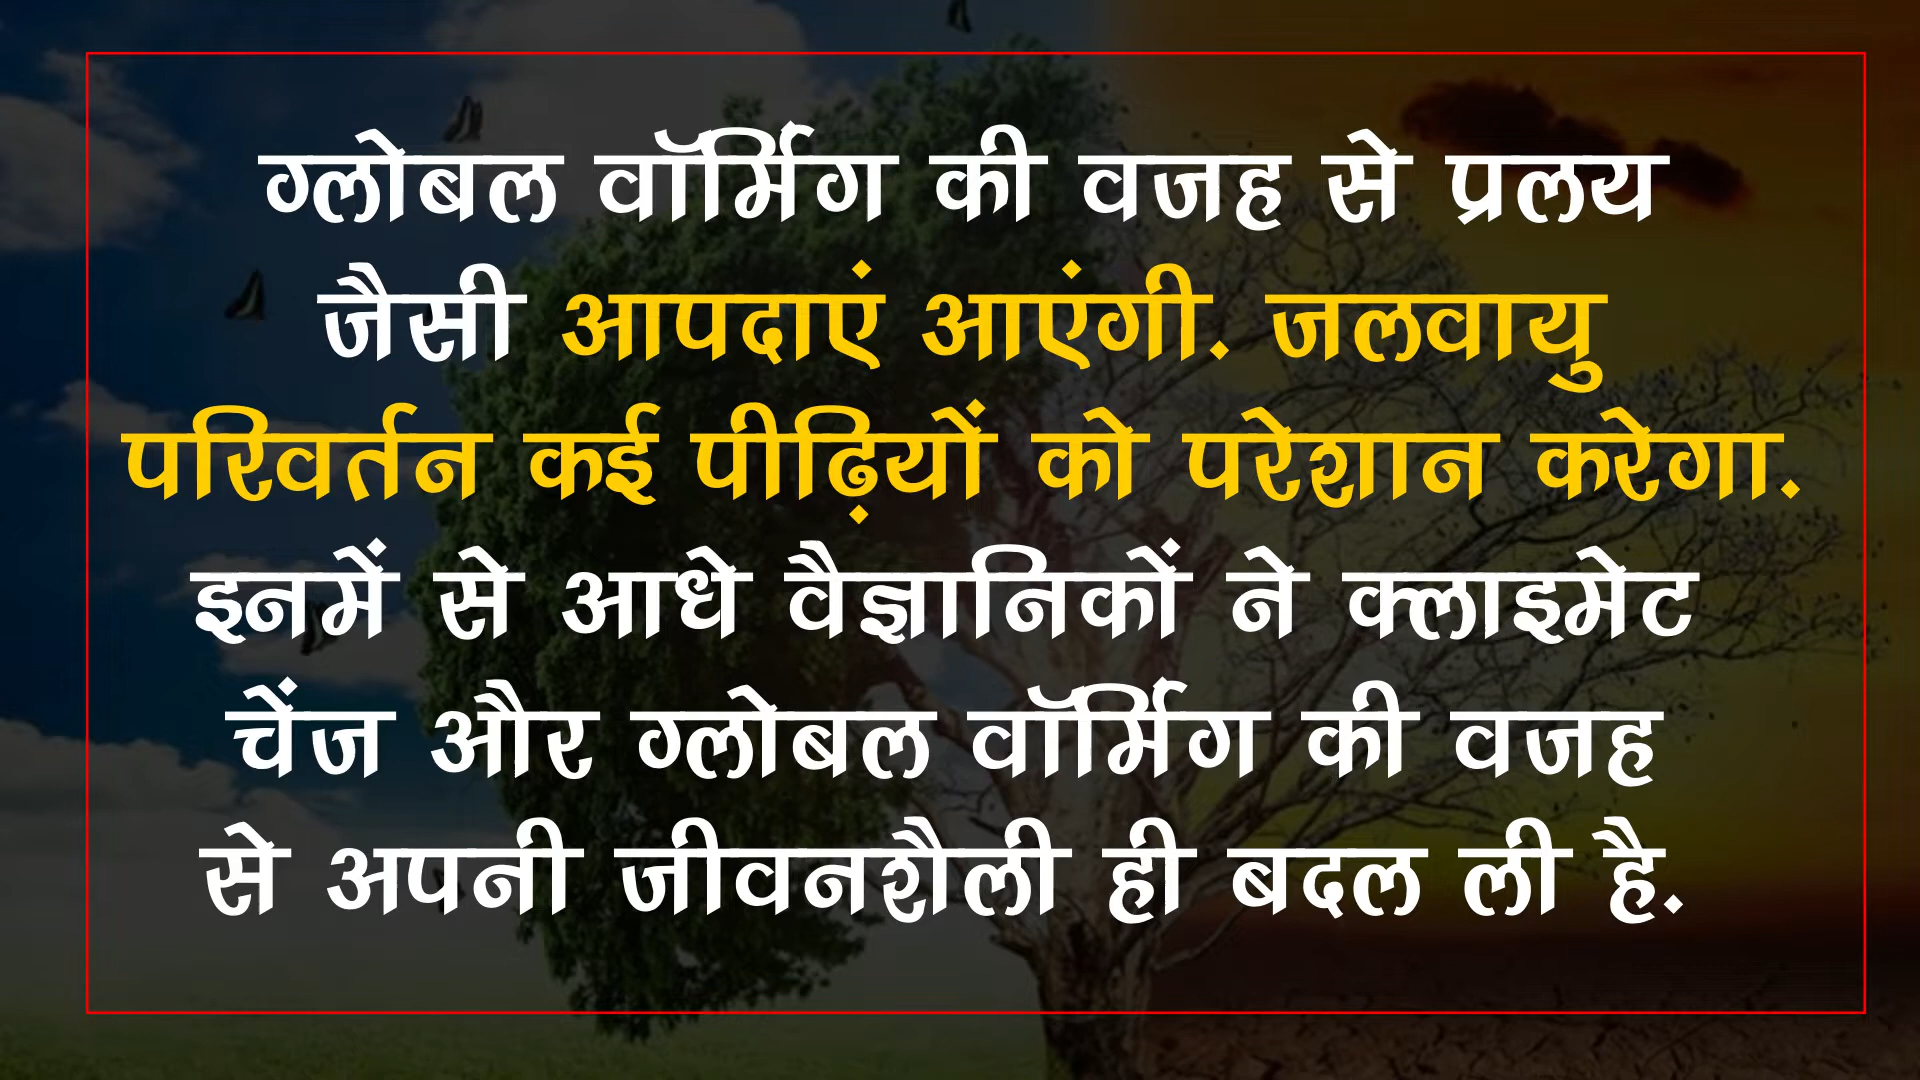 ग्लोबल वॉर्मिंग की वजह से प्रलय
जैसी आपदाएं आएंगी. जलवायु
परिवर्तन कई पीढ़ियों को परेशान करेगा.
इनमें से आधे वैज्ञानिकों ने क्लाइमेट
चेंज और ग्लोबल वॉर्मिंग की वजह
से अपनी जीवनशैली ही बदल ली है.